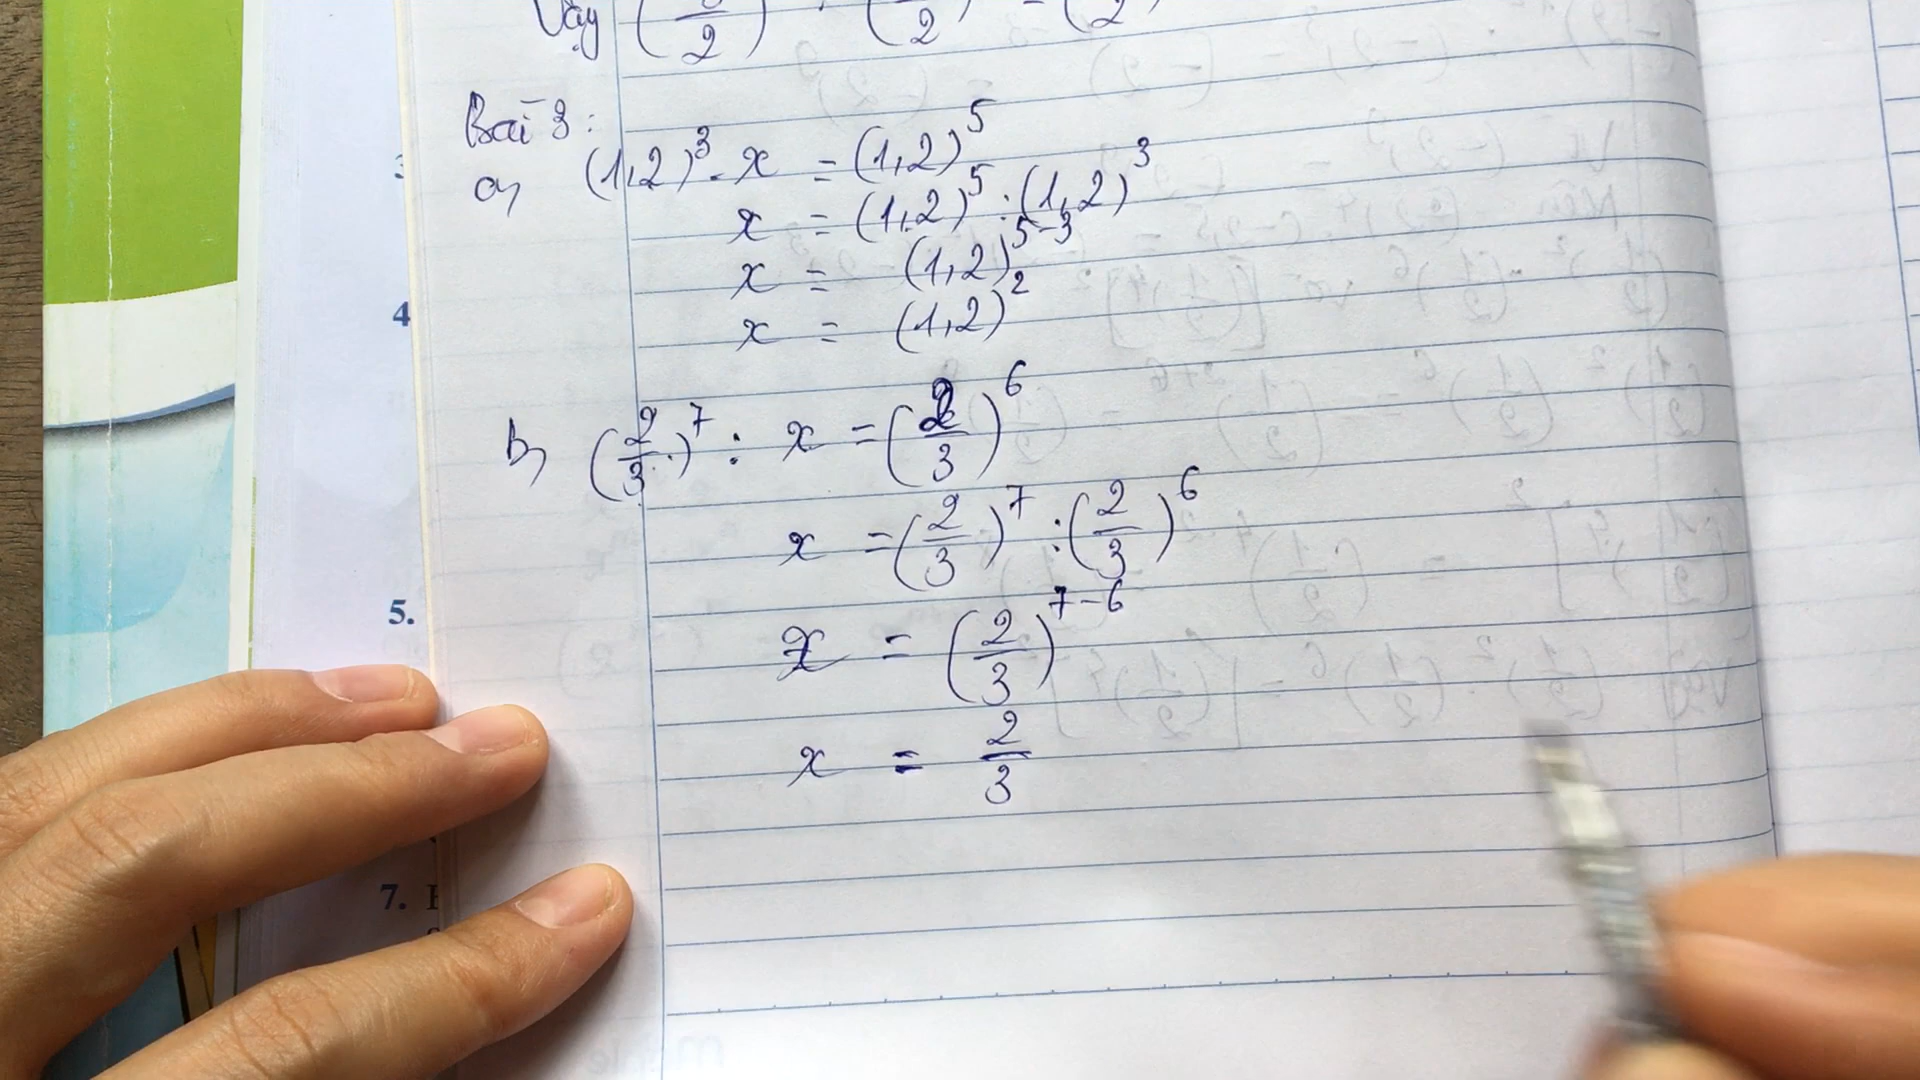 Vậy
Bài 3:
a, (1,2)³ . x = (1,2)⁵
x = (1,2)⁵ : (1,2)³
x = (1,2)⁵⁻³
x = (1,2)²
b, (2/3)⁷ : x = (2/3)⁶
x = (2/3)⁷ : (2/3)⁶
x = (2/3)⁷⁻⁶
x = 2/3
4
5.
7.